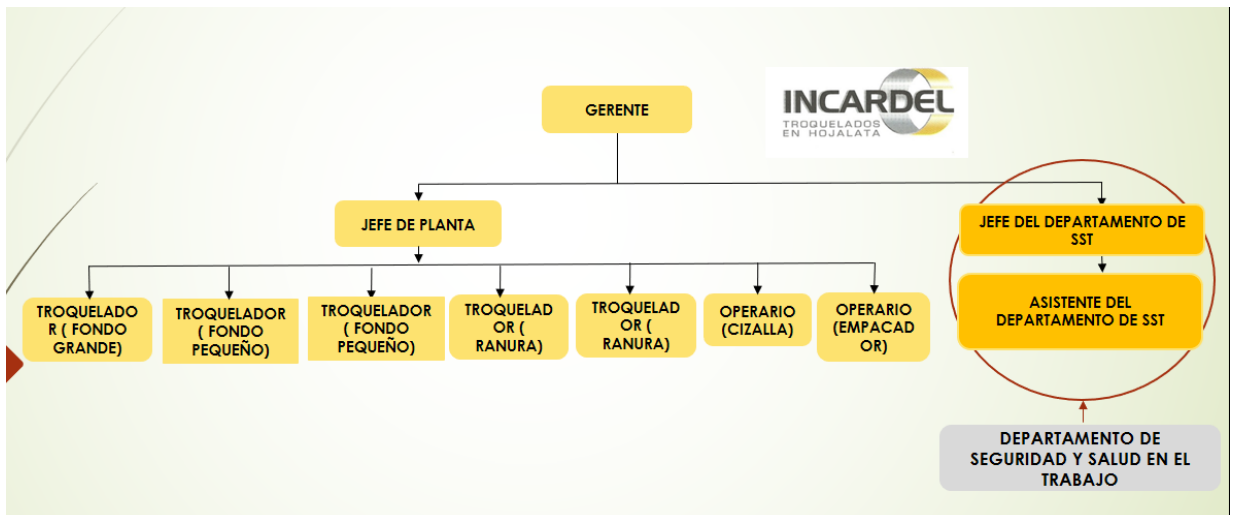 GERENTE
INCARDEL
TROQUELADOS
EN HOJALATA
JEFE DE PLANTA
JEFE DEL DEPARTAMENTO DE
SST
TROQUELADO
R ( FONDO
GRANDE)
TROQUELADOR
( FONDO
PEQUEÑO)
TROQUELADOR
( FONDO
PEQUEÑO)
TROQUELAD
OR (
RANURA)
TROQUELAD
OR (
RANURA)
OPERARIO
(CIZALLA)
OPERARIO
(EMPACAD
OR)
ASISTENTE DEL
DEPARTAMENTO DE SST
DEPARTAMENTO DE
SEGURIDAD Y SALUD EN EL
TRABAJO